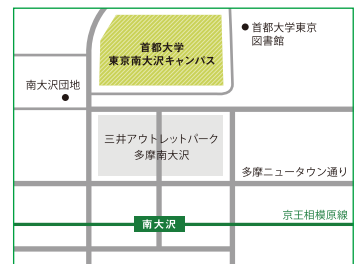 首都大学
東京南大沢キャンパス
首都大学東京
図書館
南大沢団地
三井アウトレットパーク
多摩南大沢
多摩ニュータウン通り
京王相模原線
南大沢